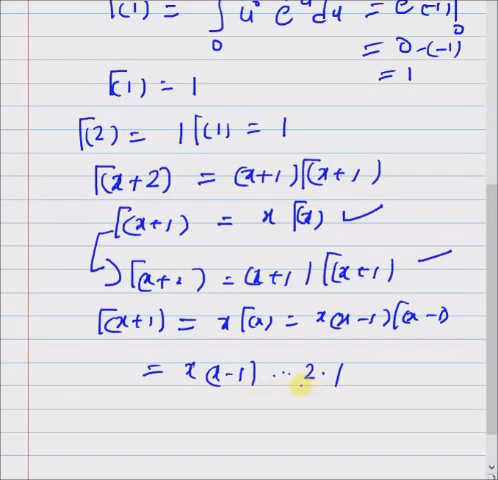 Γ(1) = ∫₀ u⁰ e⁻ᵘ du = e⁻ᵘ(-1)|₀
= 0-(-1)
= 1
Γ(1) = 1
Γ(2) = 1 Γ(1) = 1
Γ(x+2) = (x+1) Γ(x+1)
Γ(x+1) = x Γ(x) ✓
Γ(x+2) = (x+1) Γ(x+1)
Γ(x+1) = x Γ(x) = x(x-1) Γ(x-1)
= x(x-1) ... 2 . 1